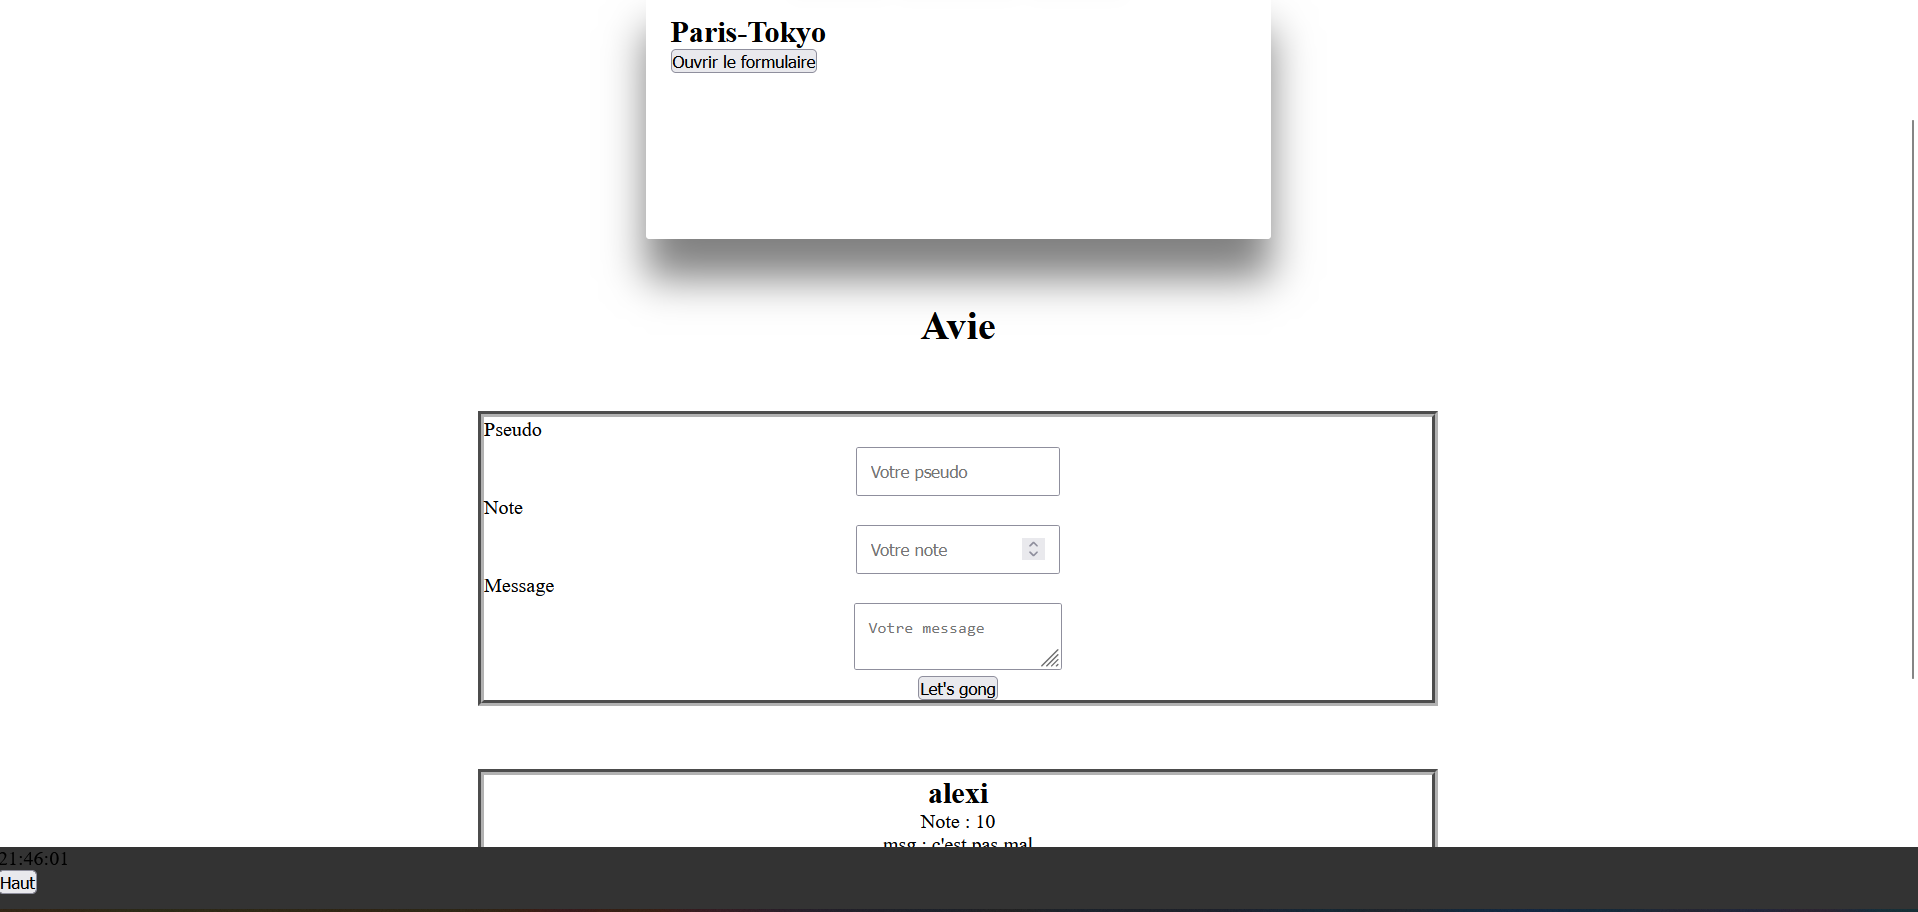 Paris-Tokyo
Ouvrir le formulaire
Avie
Pseudo
Votre pseudo
Note
Votre note
Message
Votre message
Let's gong
alexi
Note : 10
msg : c'est pas mal
21:46:01
Haut